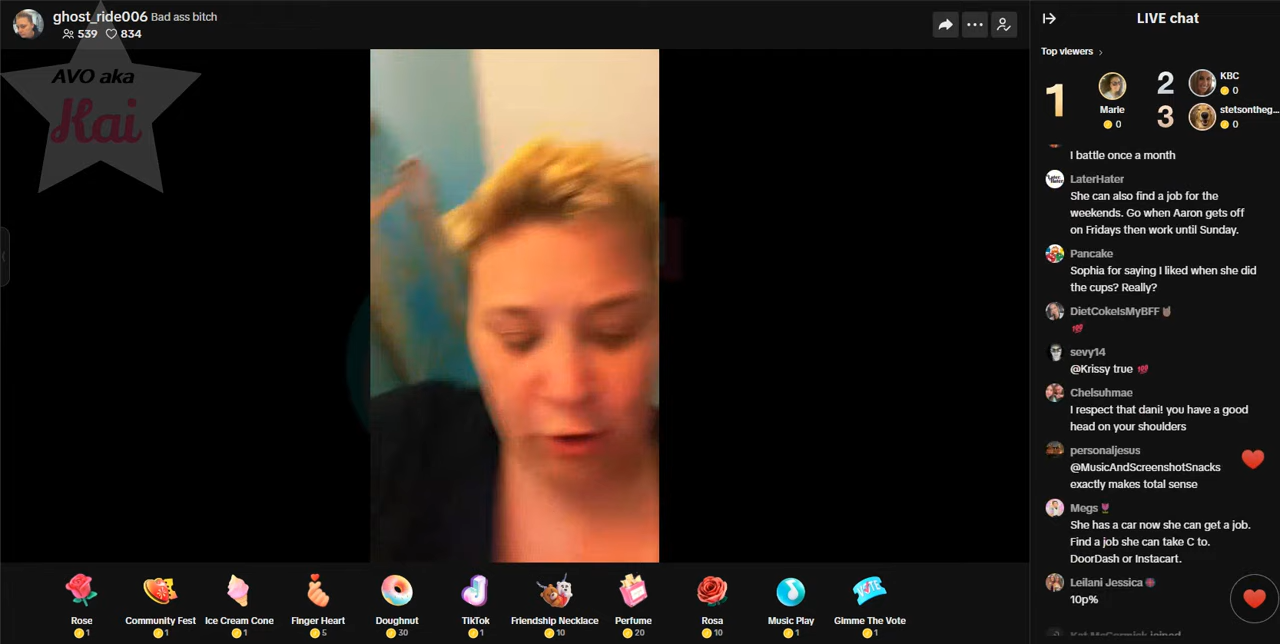 ghost_ride006 Bad ass bitch
539 834
AVO aka
Kai
LIVE chat
Top viewers
1
Marie
0
2
KBC
0
3
stetsontheg...
0
I battle once a month
LaterHater
She can also find a job for the
weekends. Go when Aaron gets off
on Fridays then work until Sunday.
Pancake
Sophia for saying I liked when she did
the cups? Really?
DietCokeIsMyBFF🤘🏽
💯
sevy14
@Krissy true 💯
Chelsuhmae
I respect that dani! you have a good
head on your shoulders
personaljesus
@MusicAndScreenshotSnacks
exactly makes total sense
Megs
She has a car now she can get a job.
Find a job she can take C to.
DoorDash or Instacart.
Leilani Jessica
10p%
Kat McCormick joined
Rose
1
Community Fest
1
Ice Cream Cone
1
Finger Heart
5
Doughnut
30
TikTok
1
Friendship Necklace
10
Perfume
20
Rosa
10
Music Play
1
VOTE
Gimme The Vote
1